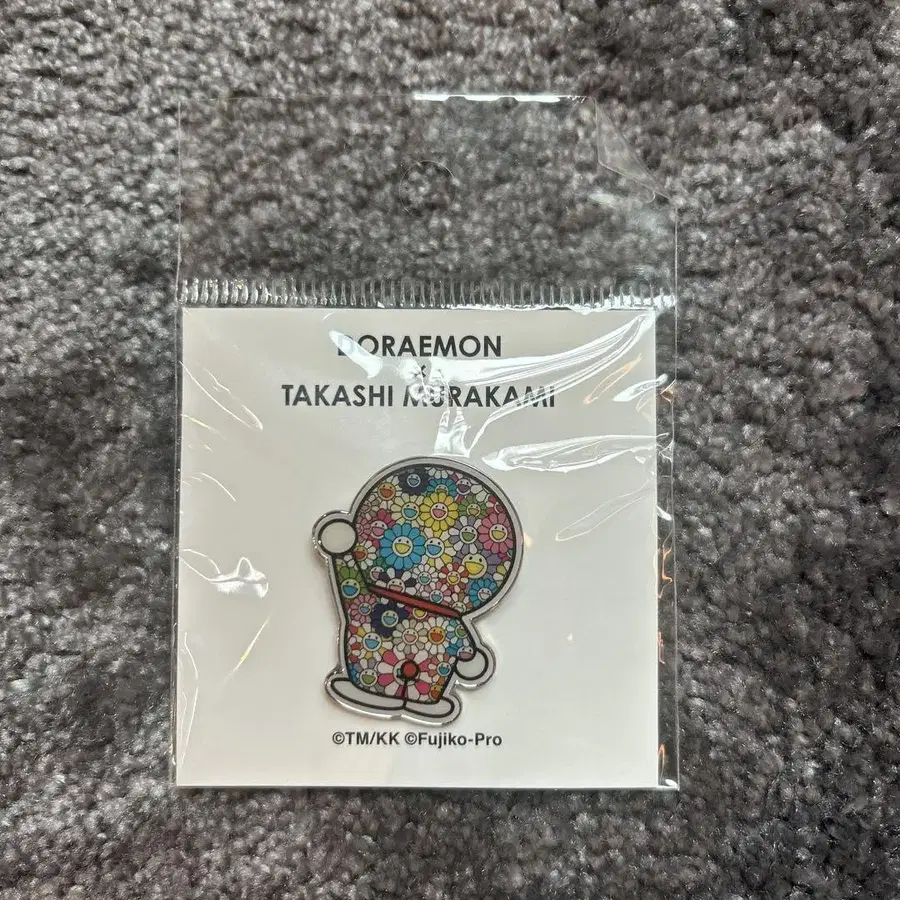 DORAEMON
×
TAKASHI MURAKAMI
©TM/KK ©Fujiko-Pro